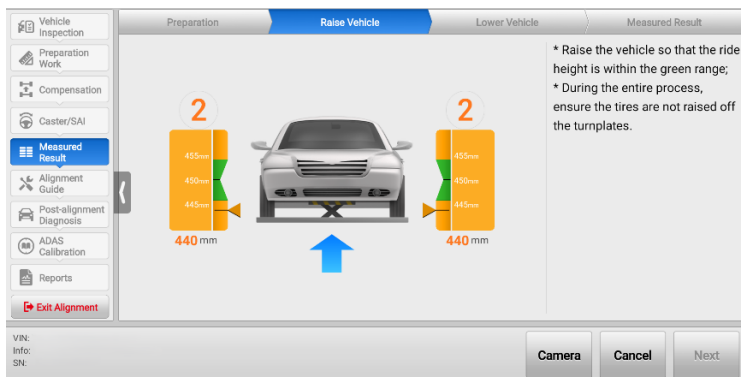 Vehicle
Inspection
Preparation
Work
Compensation
Caster/SAI
Measured
Result
Alignment
Guide
Post-alignment
Diagnosis
ADAS
Calibration
Reports
Exit Alignment
Preparation
Raise Vehicle
Lower Vehicle
Measured Result
2
455mm
450mm
445mm
440 mm
2
455mm
450mm
445mm
440 mm
* Raise the vehicle so that the ride
height is within the green range;
* During the entire process,
ensure the tires are not raised off
the turnplates.
VIN:
Info:
SN:
Camera
Cancel
Next